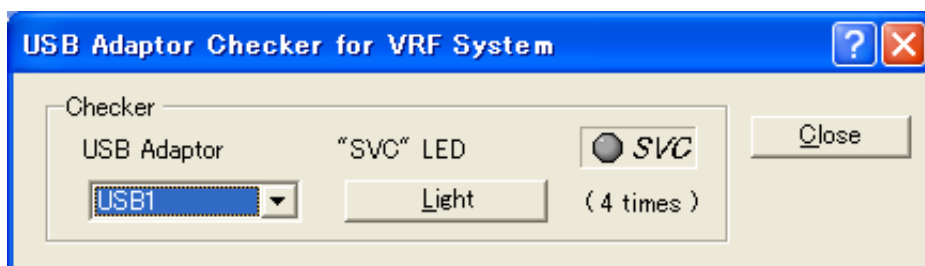 USB Adaptor Checker for VRF System
?
Checker
USB Adaptor
"SVC" LED
SVC
Close
USB1
Light
( 4 times )